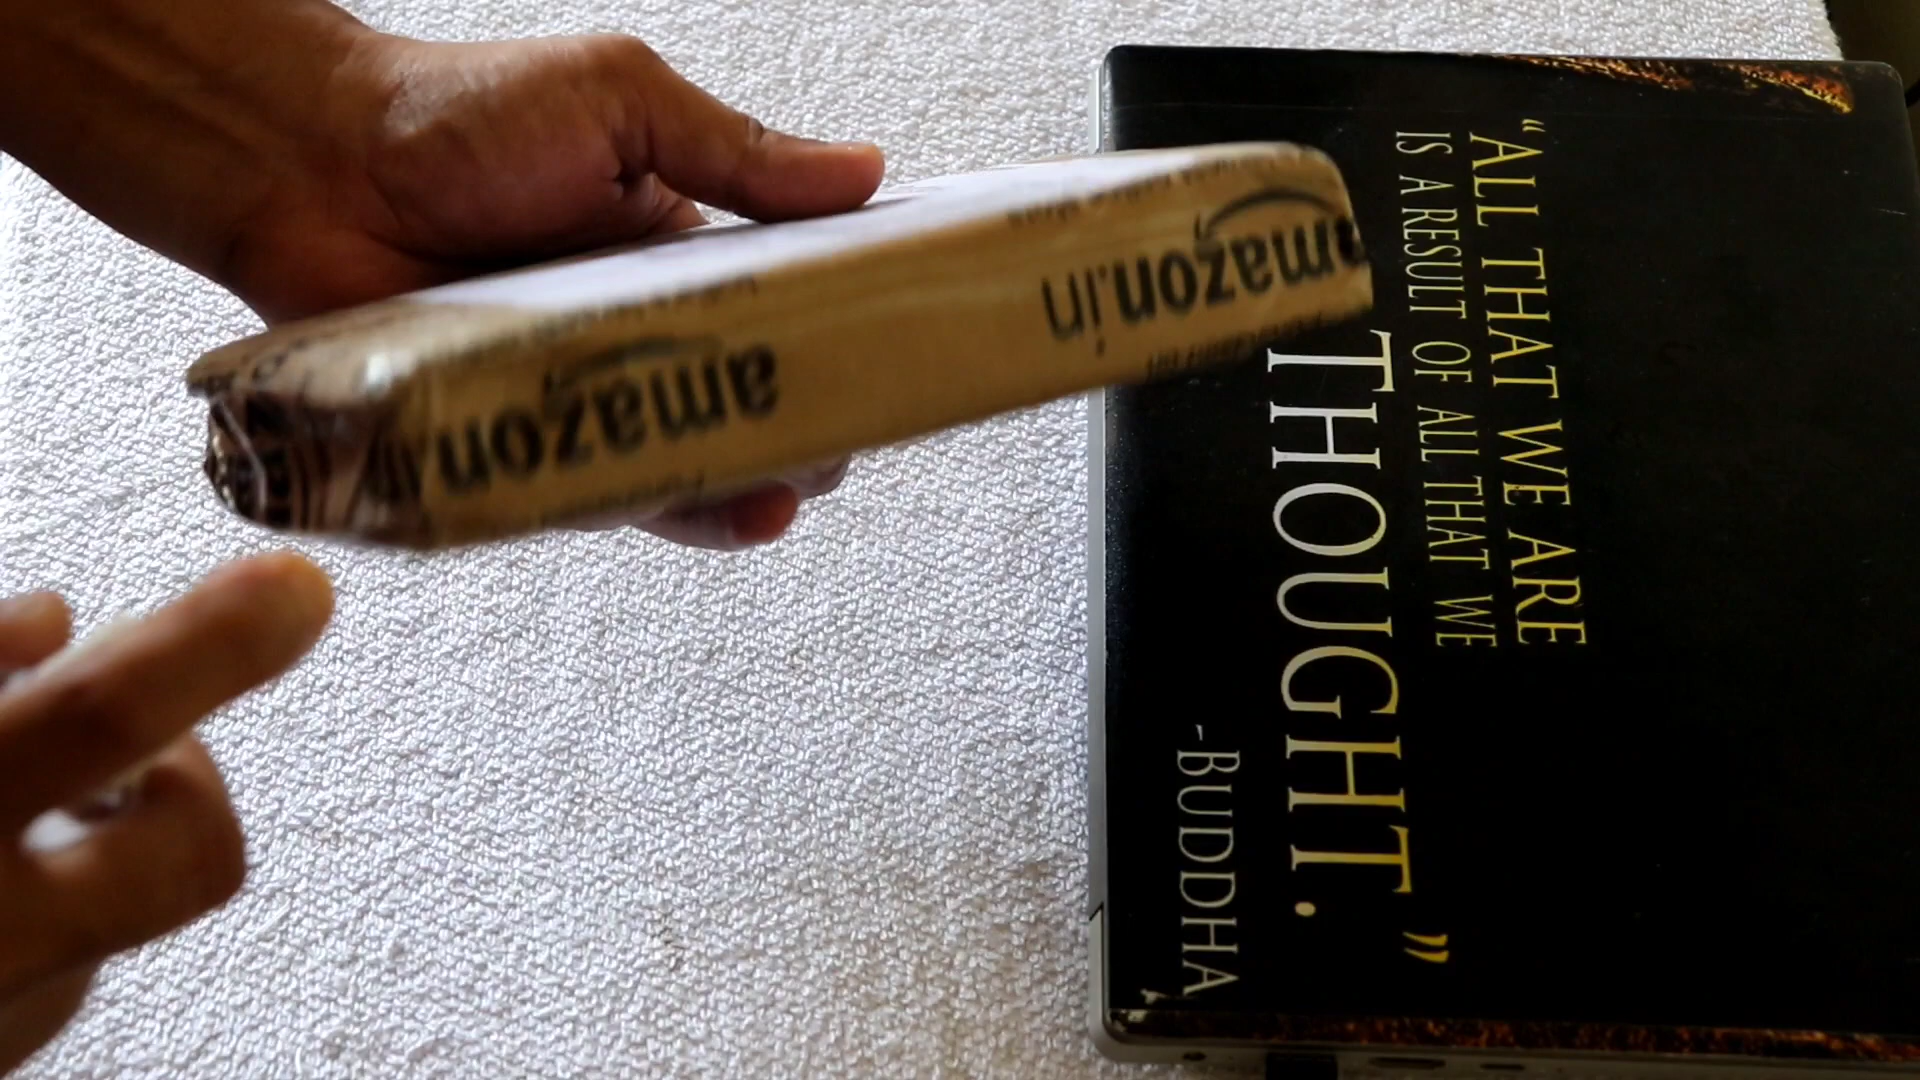 amazon.in
amazon.
“ALL THAT WE ARE
IS A RESULT OF ALL THAT WE
THOUGHT.”
-BUDDHA